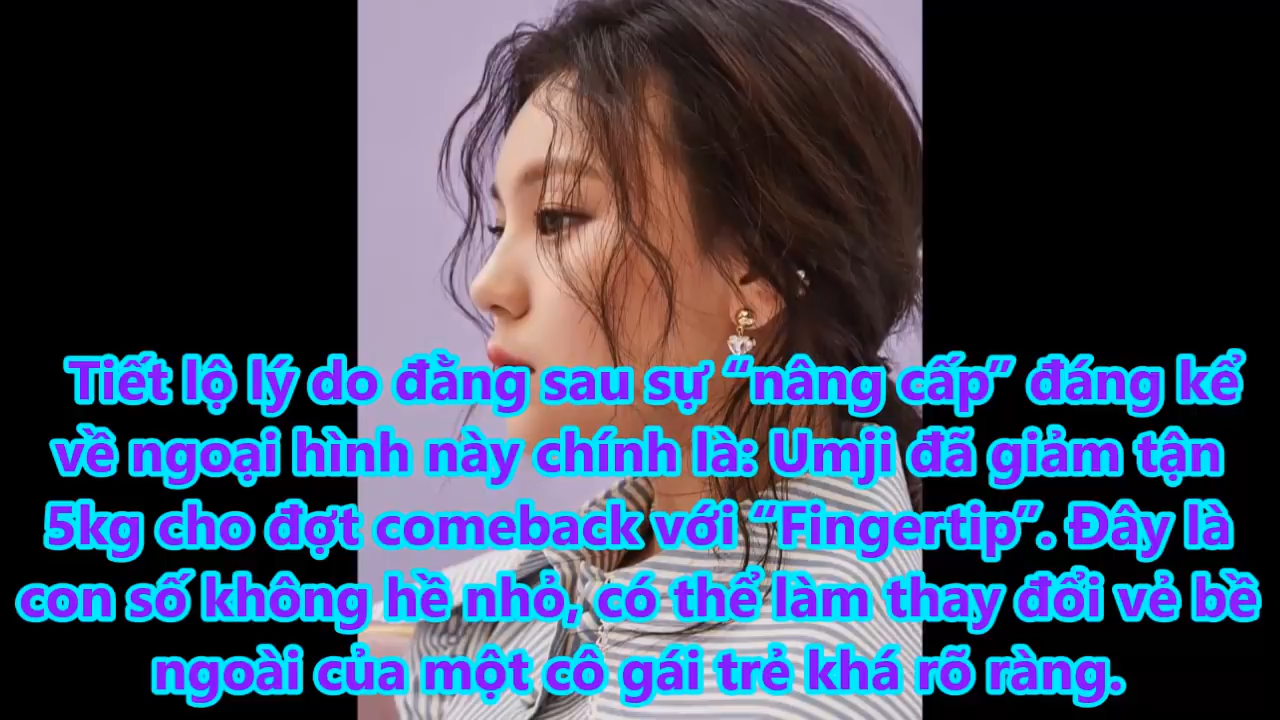 Tiết lộ lý do đằng sau sự “nâng cấp” đáng kể
về ngoại hình này chính là: Umji đã giảm tận
5kg cho đợt comeback với “Fingertip”. Đây là
con số không hề nhỏ, có thể làm thay đổi vẻ bề
ngoài của một cô gái trẻ khá rõ ràng.